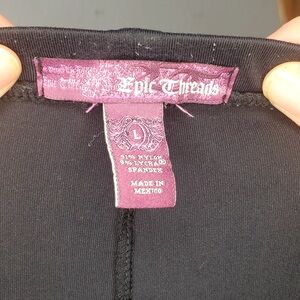 Epic Threads
L
91% NYLON
9% LYCRA®
SPANDEX
MADE IN
MEXICO